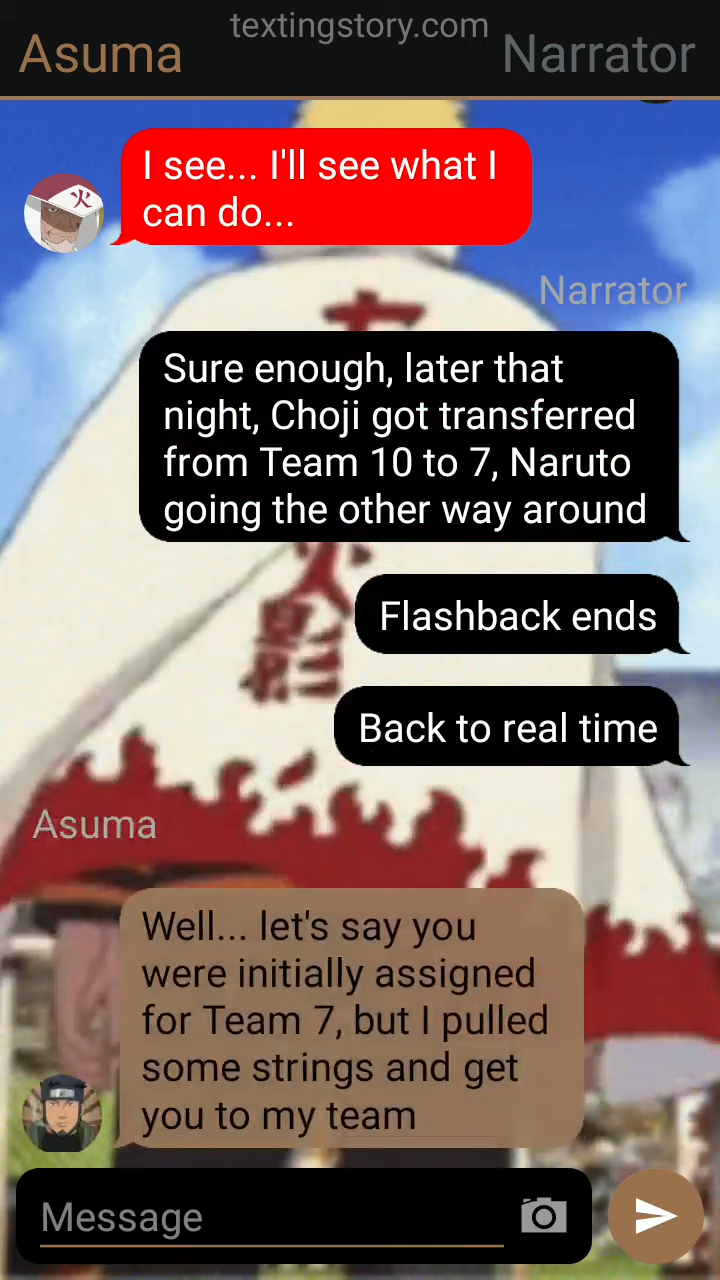 textingstory.com
Asuma
Narrator
I see... I'll see what I
can do...
火
Narrator
Sure enough, later that
night, Choji got transferred
from Team 10 to 7, Naruto
going the other way around
Flashback ends
Back to real time
火影
Asuma
Well... let's say you
were initially assigned
for Team 7, but I pulled
some strings and get
you to my team
Message